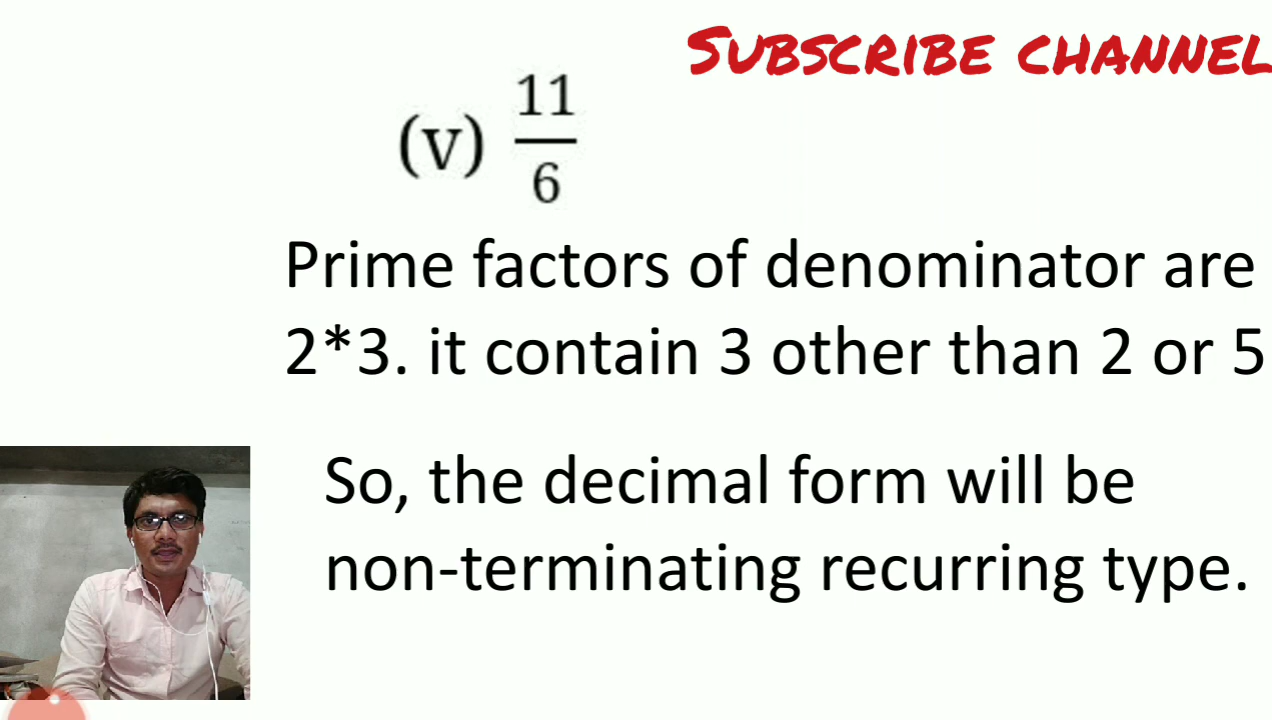 SUBSCRIBE CHANNEL
(v) 11/6
Prime factors of denominator are
2*3. it contain 3 other than 2 or 5
So, the decimal form will be
non-terminating recurring type.